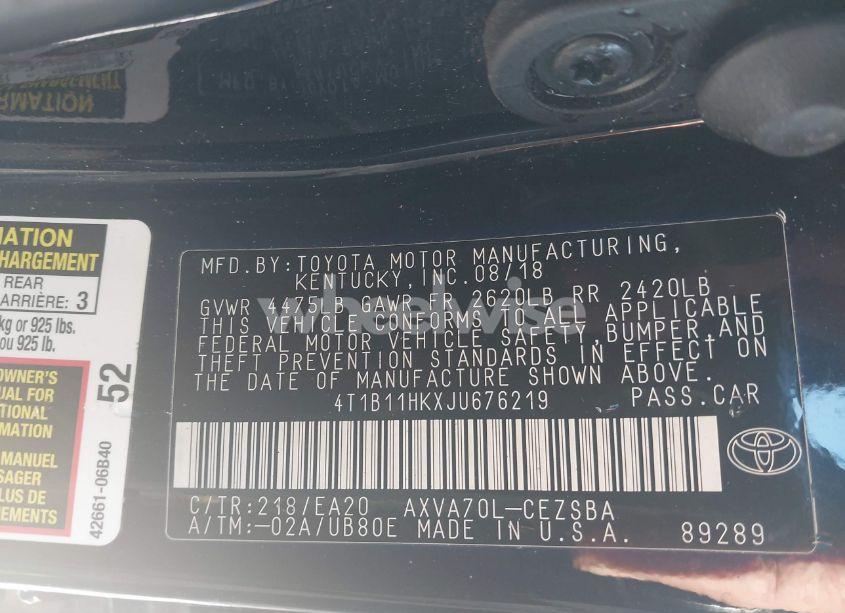 MATION
HARGEMENT
REAR
ARRIÈRE: 3
kg or 925 lbs.
ou 925 lb.
OWNER'S
UAL FOR
TIONAL
RMATION
MANUEL
SAGER
LUS DE
NEMENTS
52
42661-06B40
MFD.BY:TOYOTA MOTOR MANUFACTURING,
KENTUCKY,INC.08/18
GVWR 4475LB GAWR FR 2620LB RR 2420LB
THIS VEHICLE CONFORMS TO ALL APPLICABLE
FEDERAL MOTOR VEHICLE SAFETY,BUMPER,AND
THEFT PREVENTION STANDARDS IN EFFECT ON
THE DATE OF MANUFACTURE SHOWN ABOVE.
4T1B11HKXJU676219 PASS.CAR
C/TR:218/EA20 AXVA70L-CEZSBA
A/TM:-02A/UB80E MADE IN U.S.A. 89289
wheelwise